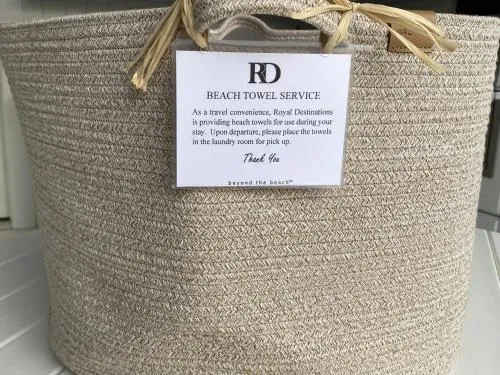 RD
BEACH TOWEL SERVICE
As a travel convenience, Royal Destinations
is providing beach towels for use during your
stay. Upon departure, please place the towels
in the laundry room for pick up.
Thank You
beyond the beach™